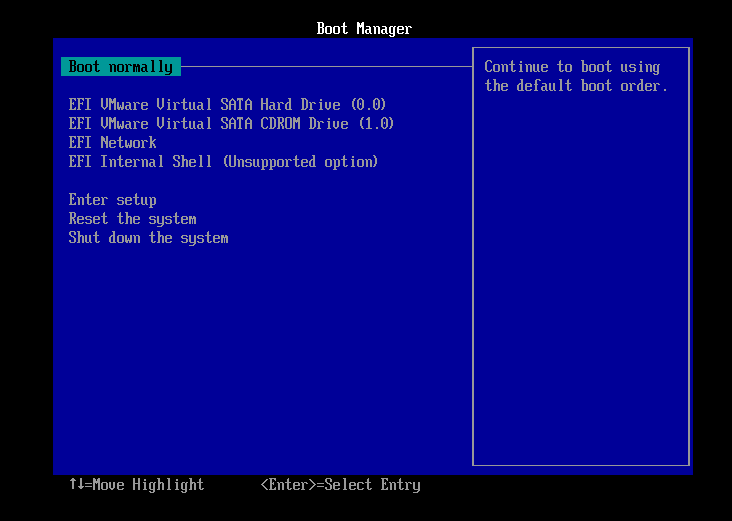 Boot Manager
Boot normally
Continue to boot using
the default boot order.
EFI VMware Virtual SATA Hard Drive (0.0)
EFI VMware Virtual SATA CDROM Drive (1.0)
EFI Network
EFI Internal Shell (Unsupported option)
Enter setup
Reset the system
Shut down the system
↑↓=Move Highlight <Enter>=Select Entry